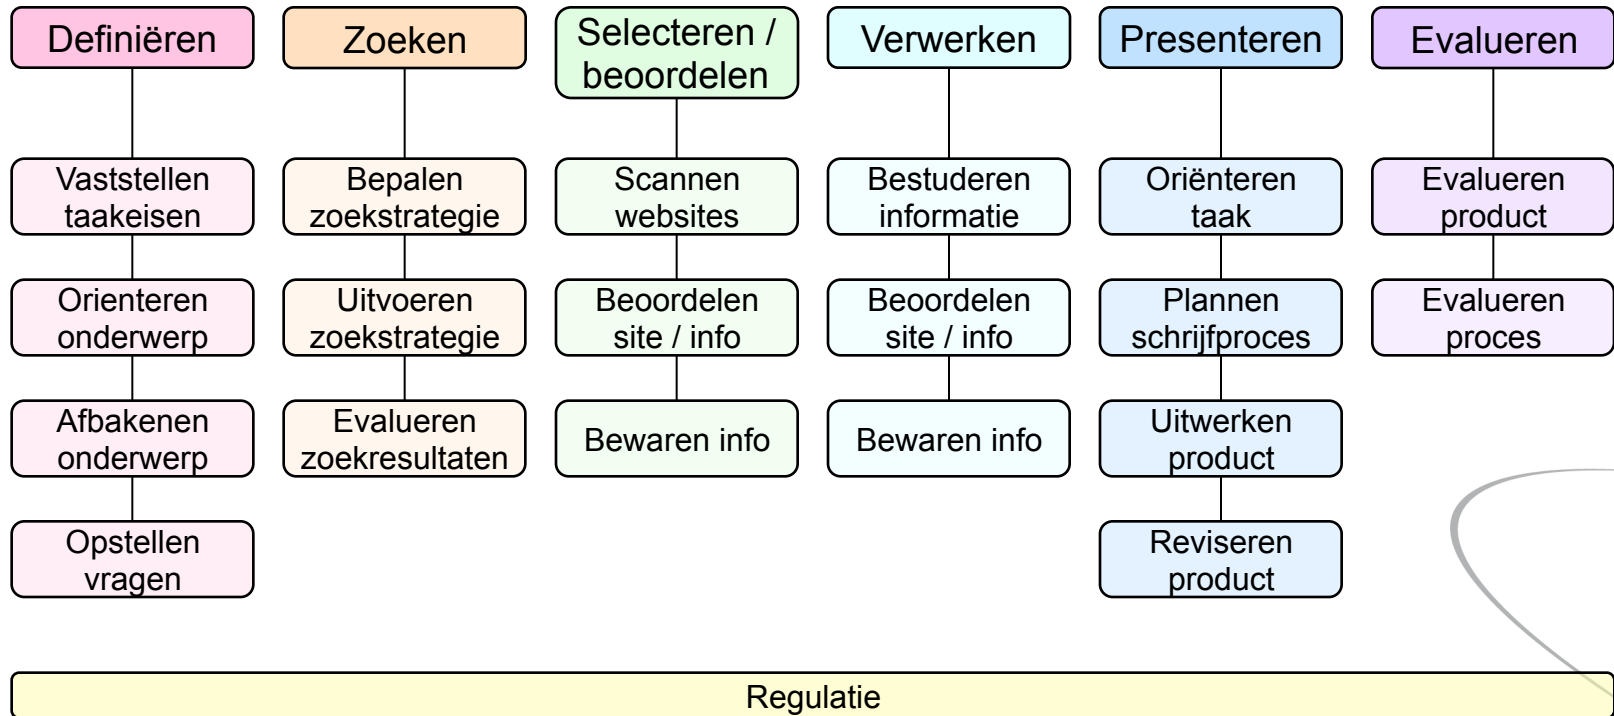 Definiëren
Zoeken
Selecteren /
beoordelen
Verwerken
Presenteren
Evalueren
Vaststellen
taakeisen
Bepalen
zoekstrategie
Scannen
websites
Bestuderen
informatie
Oriënteren
taak
Evalueren
product
Orienteren
onderwerp
Uitvoeren
zoekstrategie
Beoordelen
site / info
Beoordelen
site / info
Plannen
schrijfproces
Evalueren
proces
Afbakenen
onderwerp
Evalueren
zoekresultaten
Bewaren info
Bewaren info
Uitwerken
product
Opstellen
vragen
Reviseren
product
Regulatie